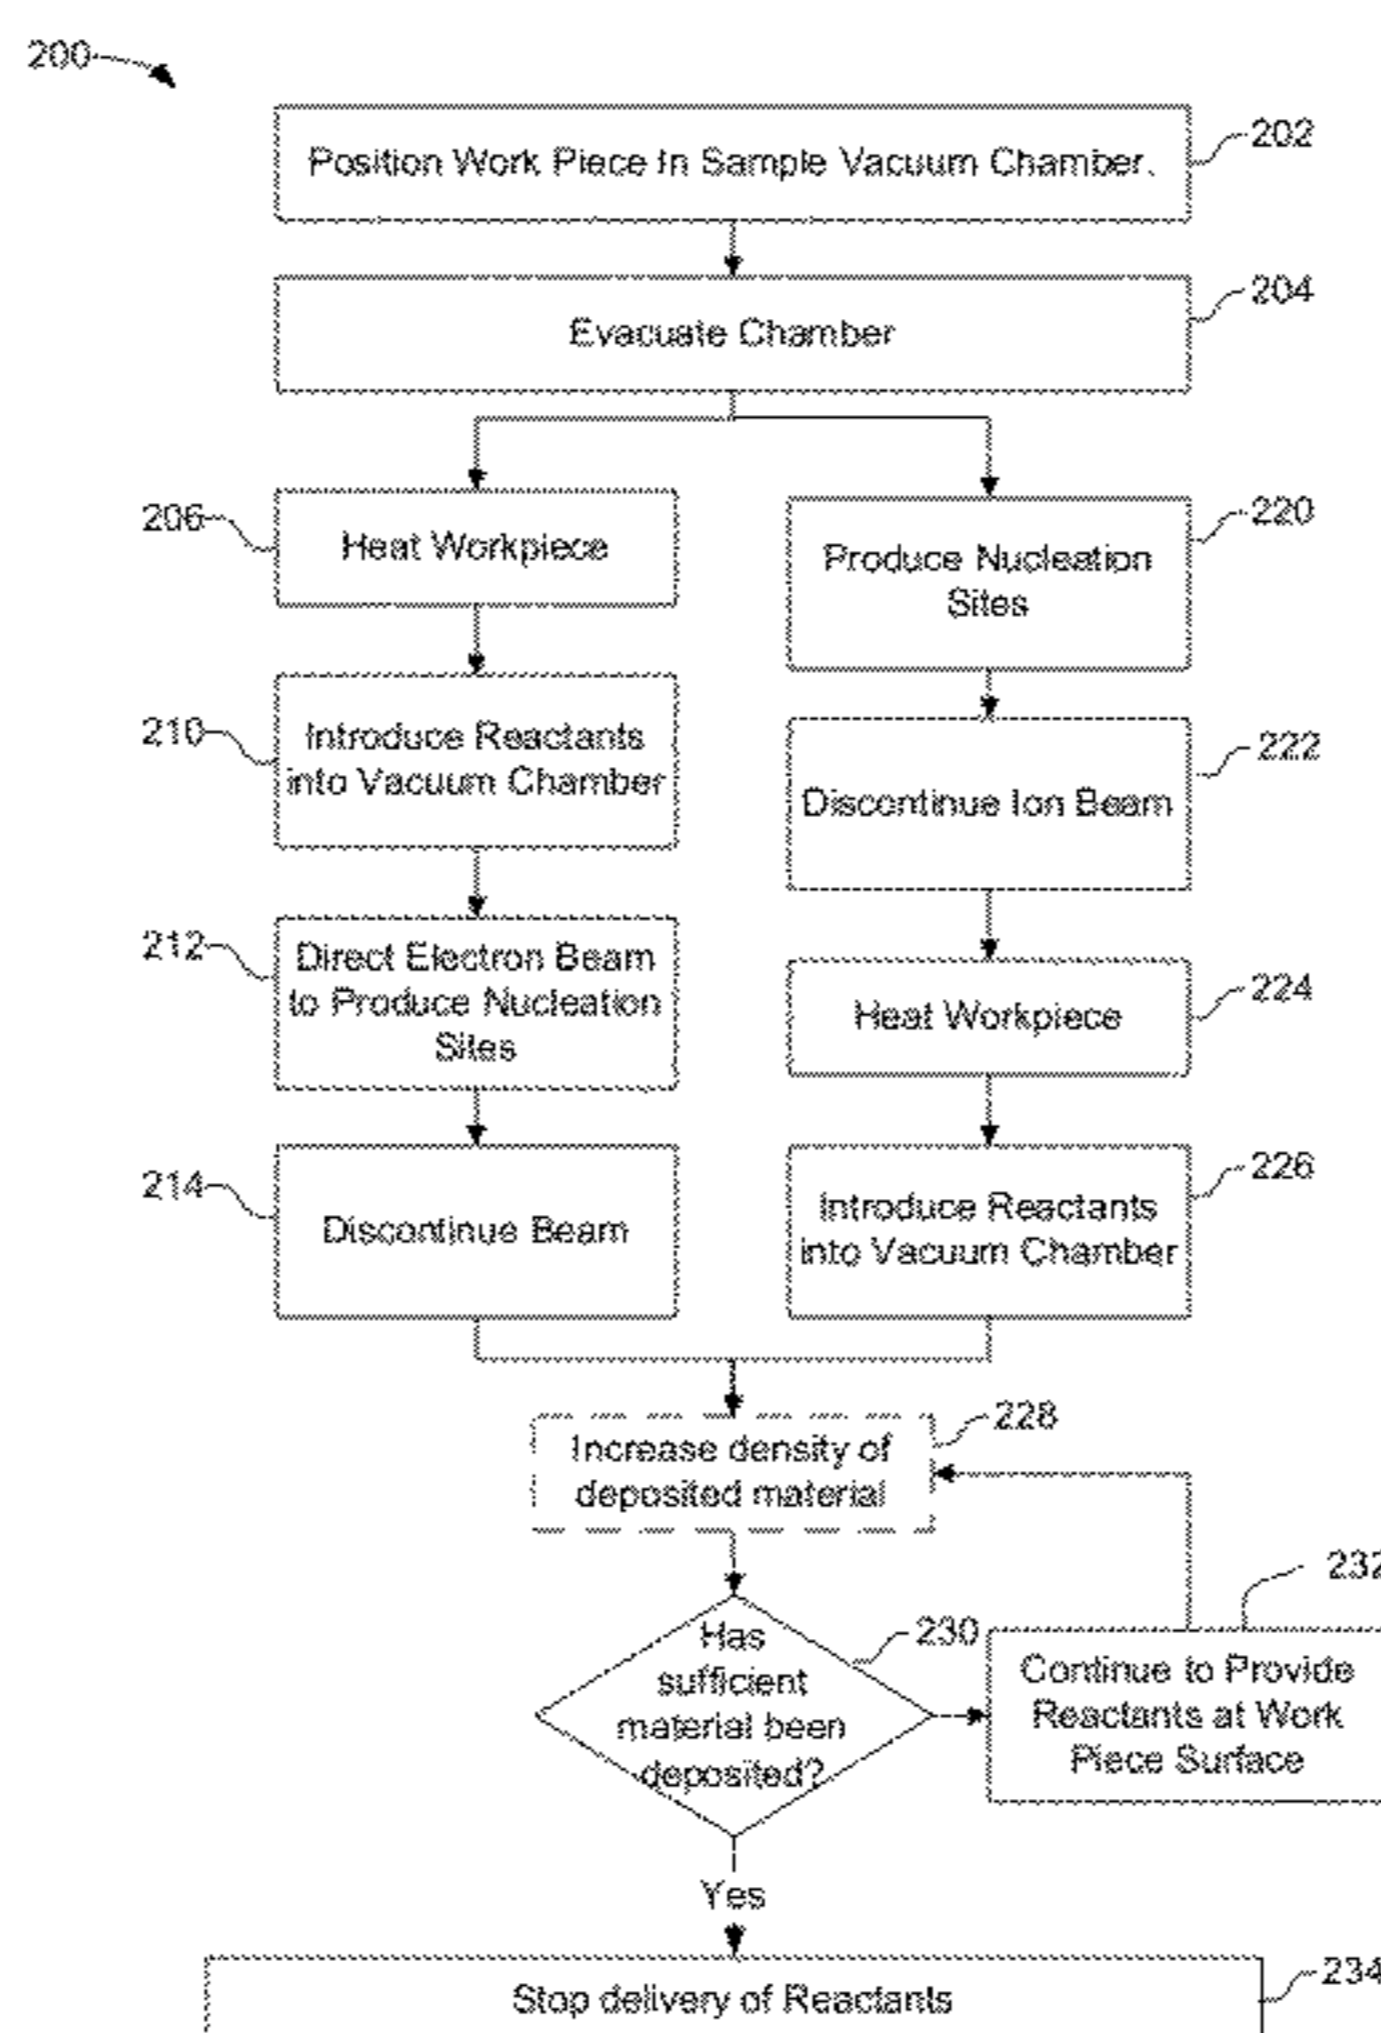 200
Position Work Piece In Sample Vacuum Chamber.
202
Evacuate Chamber
204
206
Heat Workpiece
Produce Nucleation
Sites
220
210
Introduce Reactants
into Vacuum Chamber
Discontinue Ion Beam
222
212
Direct Electron Beam
to Produce Nucleation
Sites
Heat Workpiece
224
214
Discontinue Beam
Introduce Reactants
into Vacuum Chamber
226
Increase density of
deposited material
228
Has
sufficient
material been
deposited?
230
232
Continue to Provide
Reactants at Work
Piece Surface
Yes
Stop delivery of Reactants
234